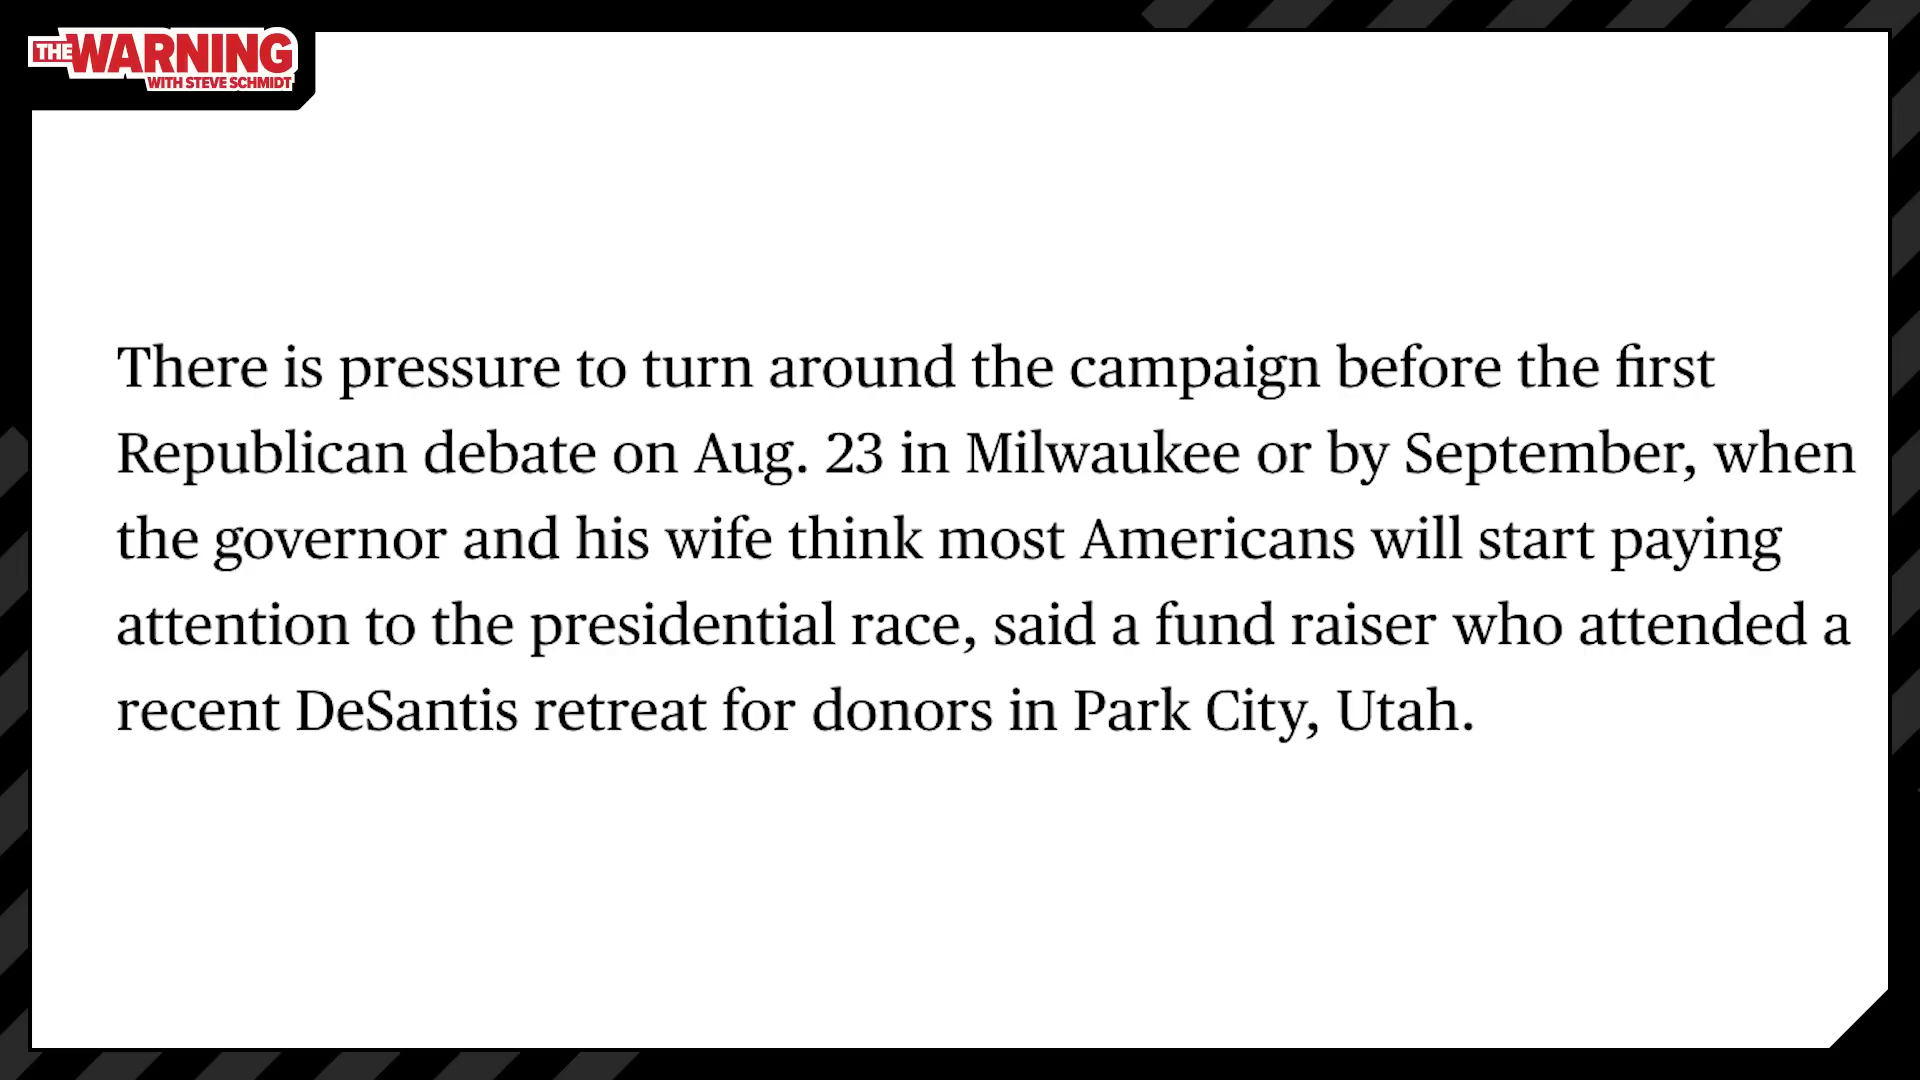 THE WARNING
WITH STEVE SCHMIDT
There is pressure to turn around the campaign before the first
Republican debate on Aug. 23 in Milwaukee or by September, when
the governor and his wife think most Americans will start paying
attention to the presidential race, said a fund raiser who attended a
recent DeSantis retreat for donors in Park City, Utah.